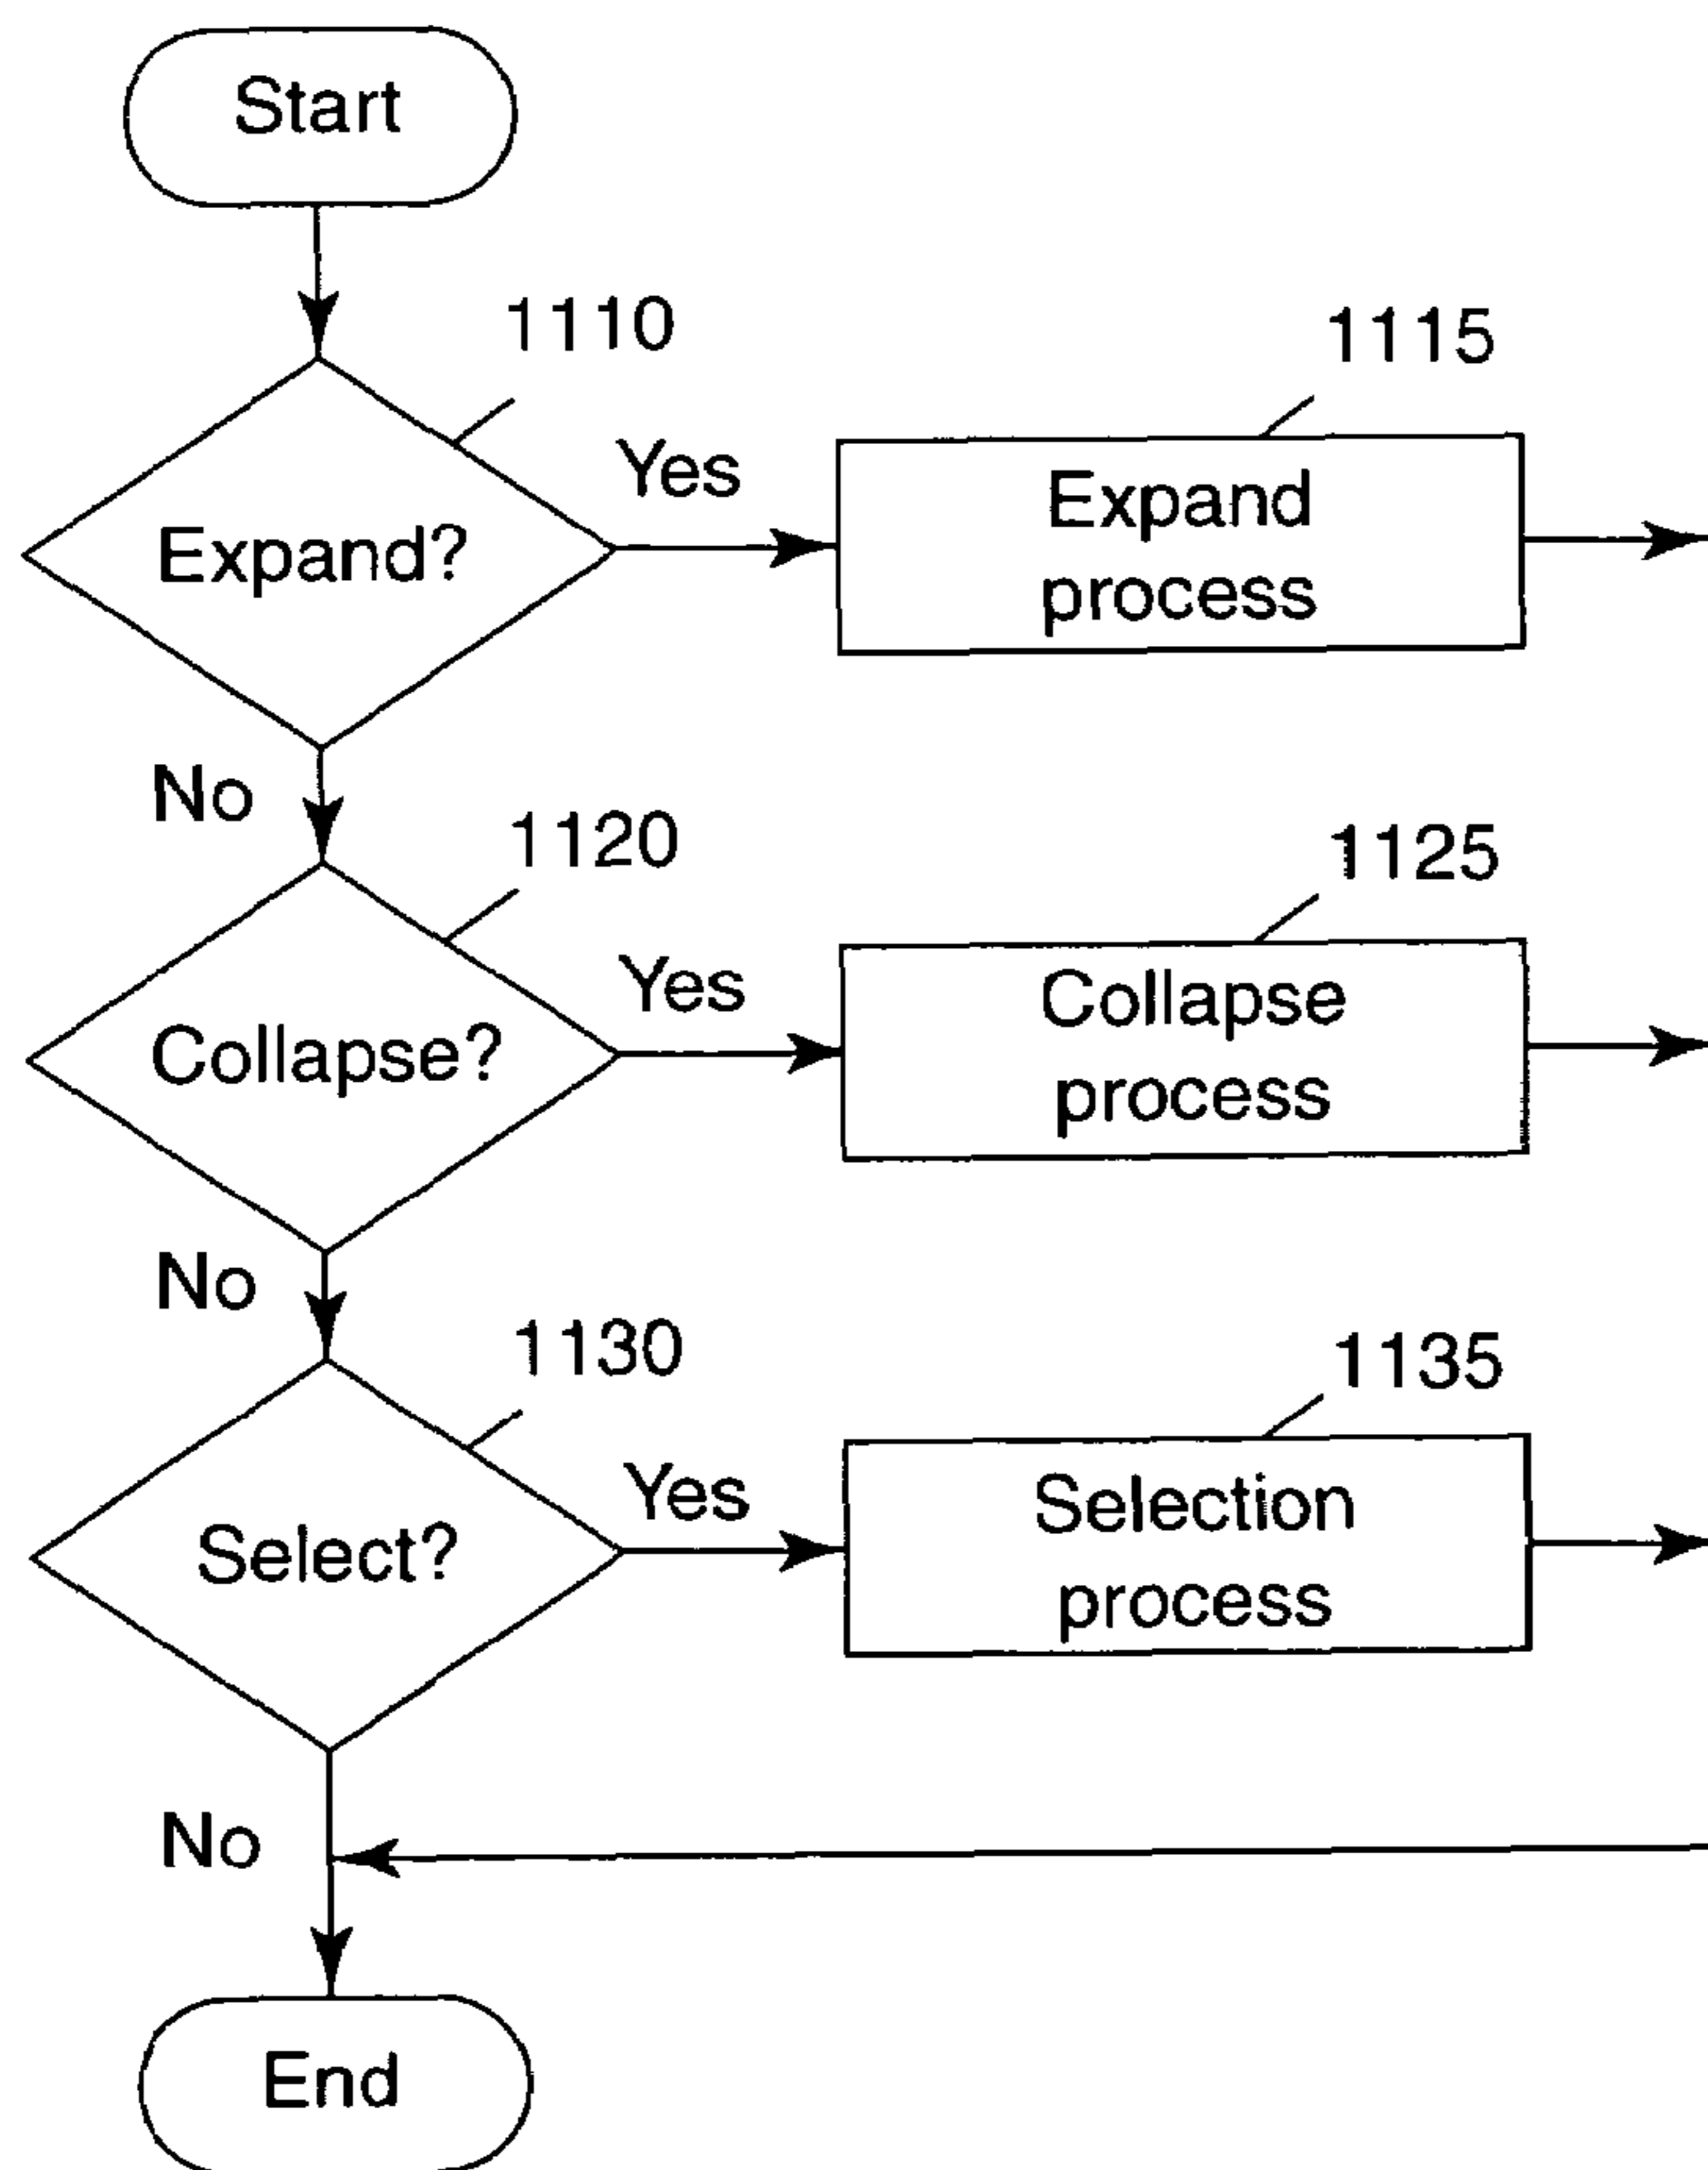 Start
1110
1115
Yes
Expand
process
Expand?
No
1120
1125
Yes
Collapse
process
Collapse?
No
1130
1135
Yes
Selection
process
Select?
No
End